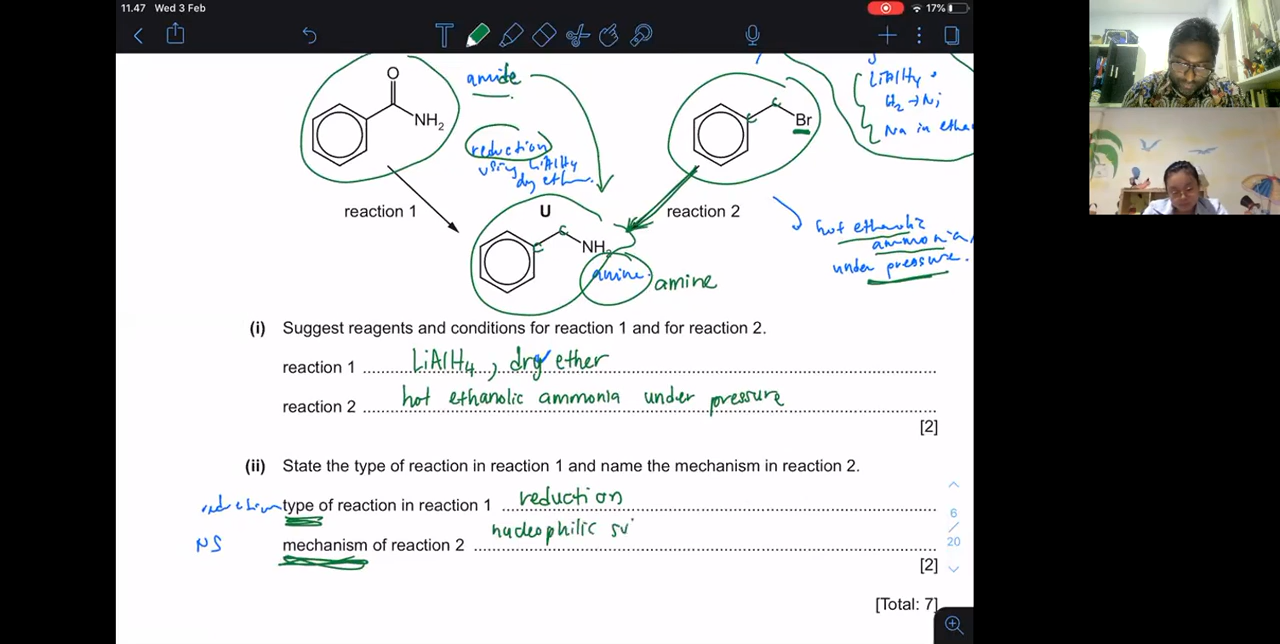 11.47 Wed 3 Feb
17%
T
amide
LiAlH4
H2 → Ni
Na in ethan
O
NH2
Br
reduction
using LiAlH4
dry ether.
reaction 1
U
reaction 2
NH2
amine.
amine
hot ethanolic
ammonia,
under pressure.
(i) Suggest reagents and conditions for reaction 1 and for reaction 2.
reaction 1 LiAlH4, dry ether
reaction 2 hot ethanolic ammonia under pressure
[2]
(ii) State the type of reaction in reaction 1 and name the mechanism in reaction 2.
reduction type of reaction in reaction 1 reduction
NS mechanism of reaction 2 nucleophilic su
[2]
6
/
20
[Total: 7]